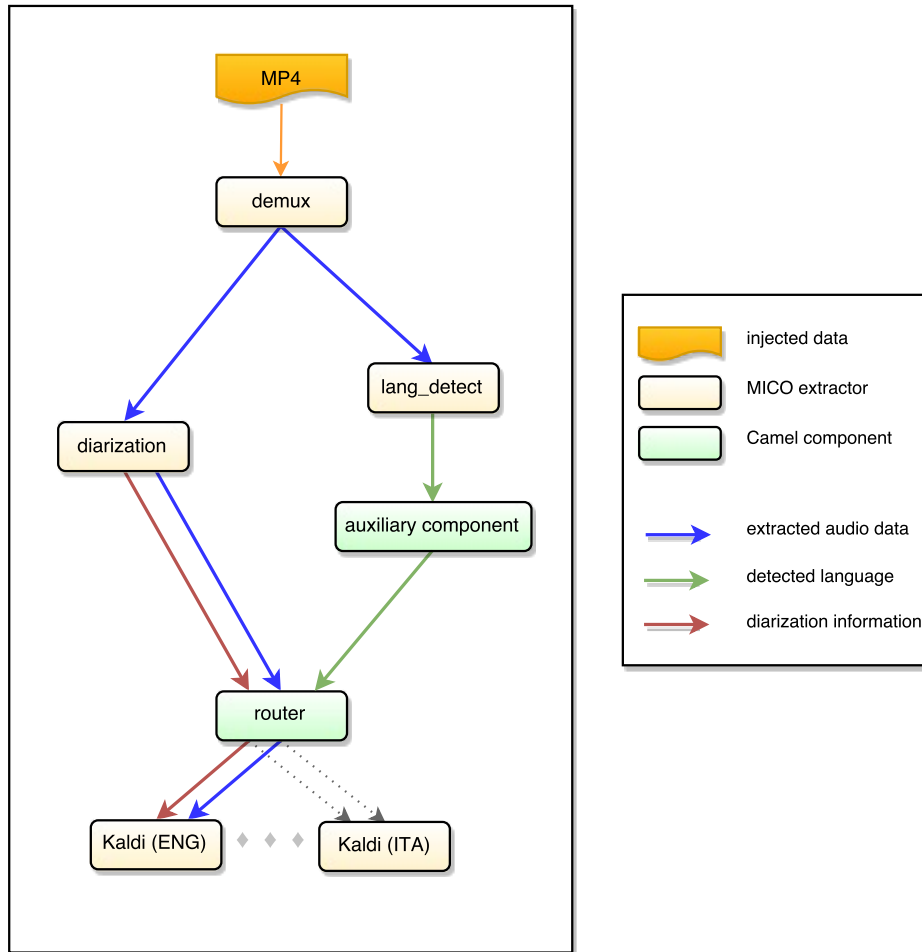 MP4
demux
lang_detect
diarization
auxiliary component
router
Kaldi (ENG)
Kaldi (ITA)
injected data
MICO extractor
Camel component
extracted audio data
detected language
diarization information